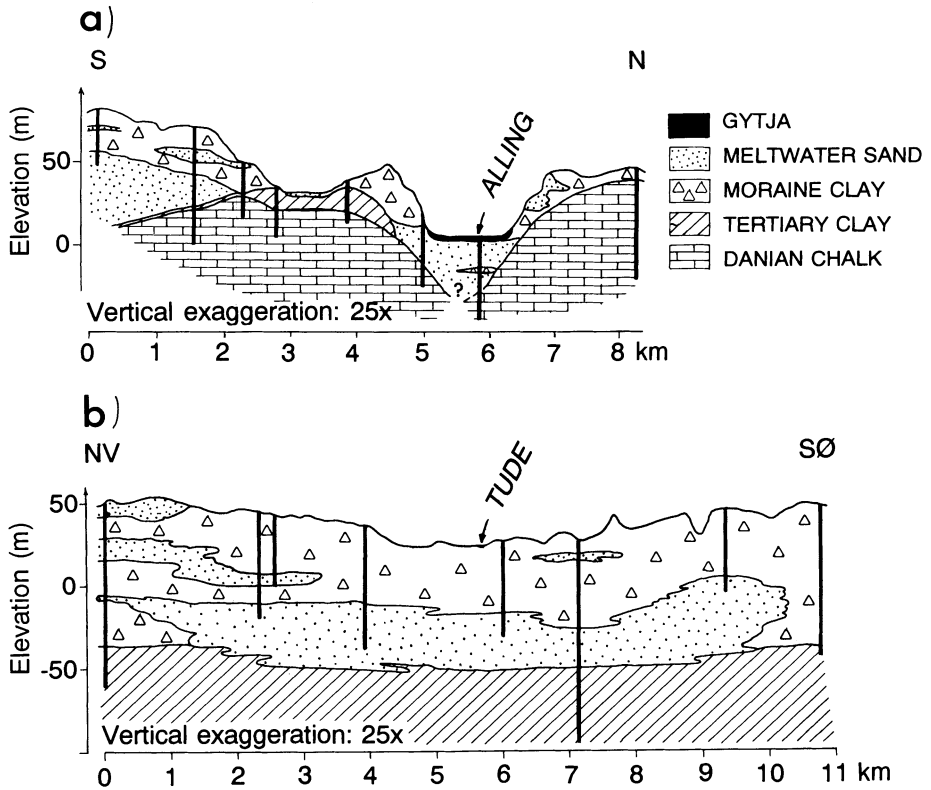 a)
S
N
Elevation (m)
50
0
ALLING
GYTJA
MELTWATER SAND
MORAINE CLAY
TERTIARY CLAY
DANIAN CHALK
?
Vertical exaggeration: 25x
0 1 2 3 4 5 6 7 8 km
b)
NV
SØ
Elevation (m)
50
0
-50
TUDE
Vertical exaggeration: 25x
0 1 2 3 4 5 6 7 8 9 10 11 km